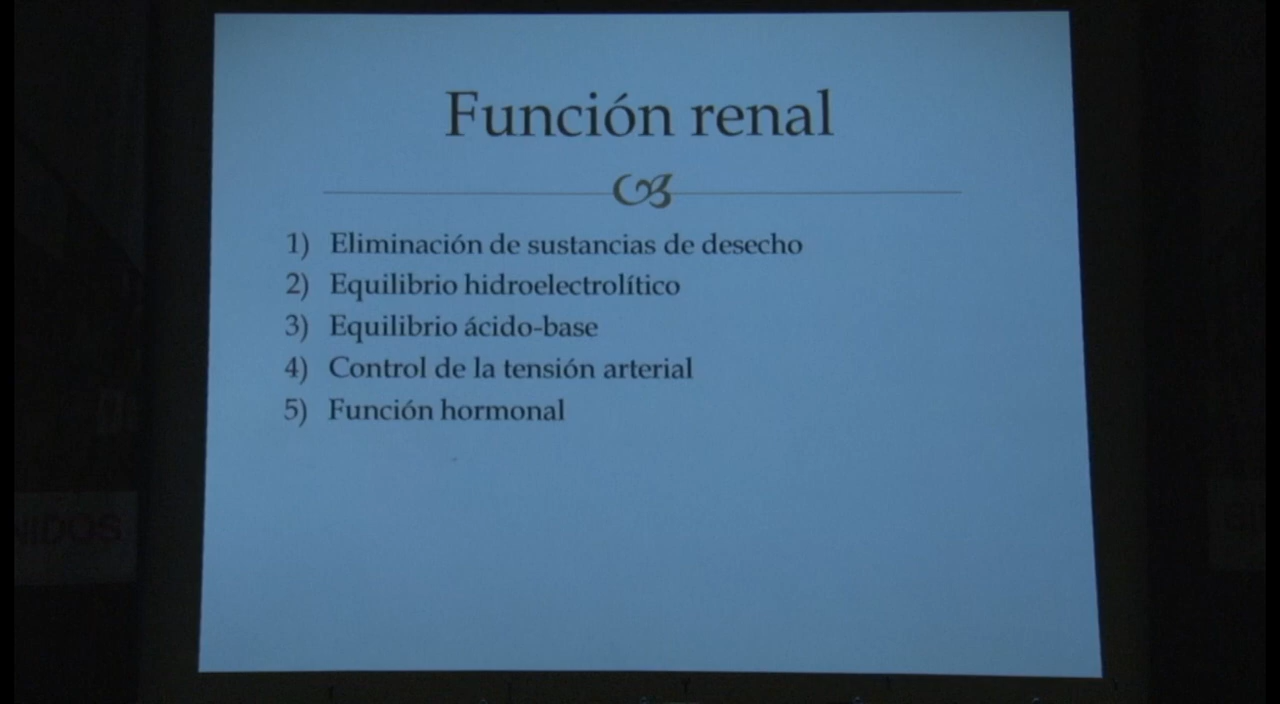 Función renal
1) Eliminación de sustancias de desecho
2) Equilibrio hidroelectrolítico
3) Equilibrio ácido-base
4) Control de la tensión arterial
5) Función hormonal
NIDOS